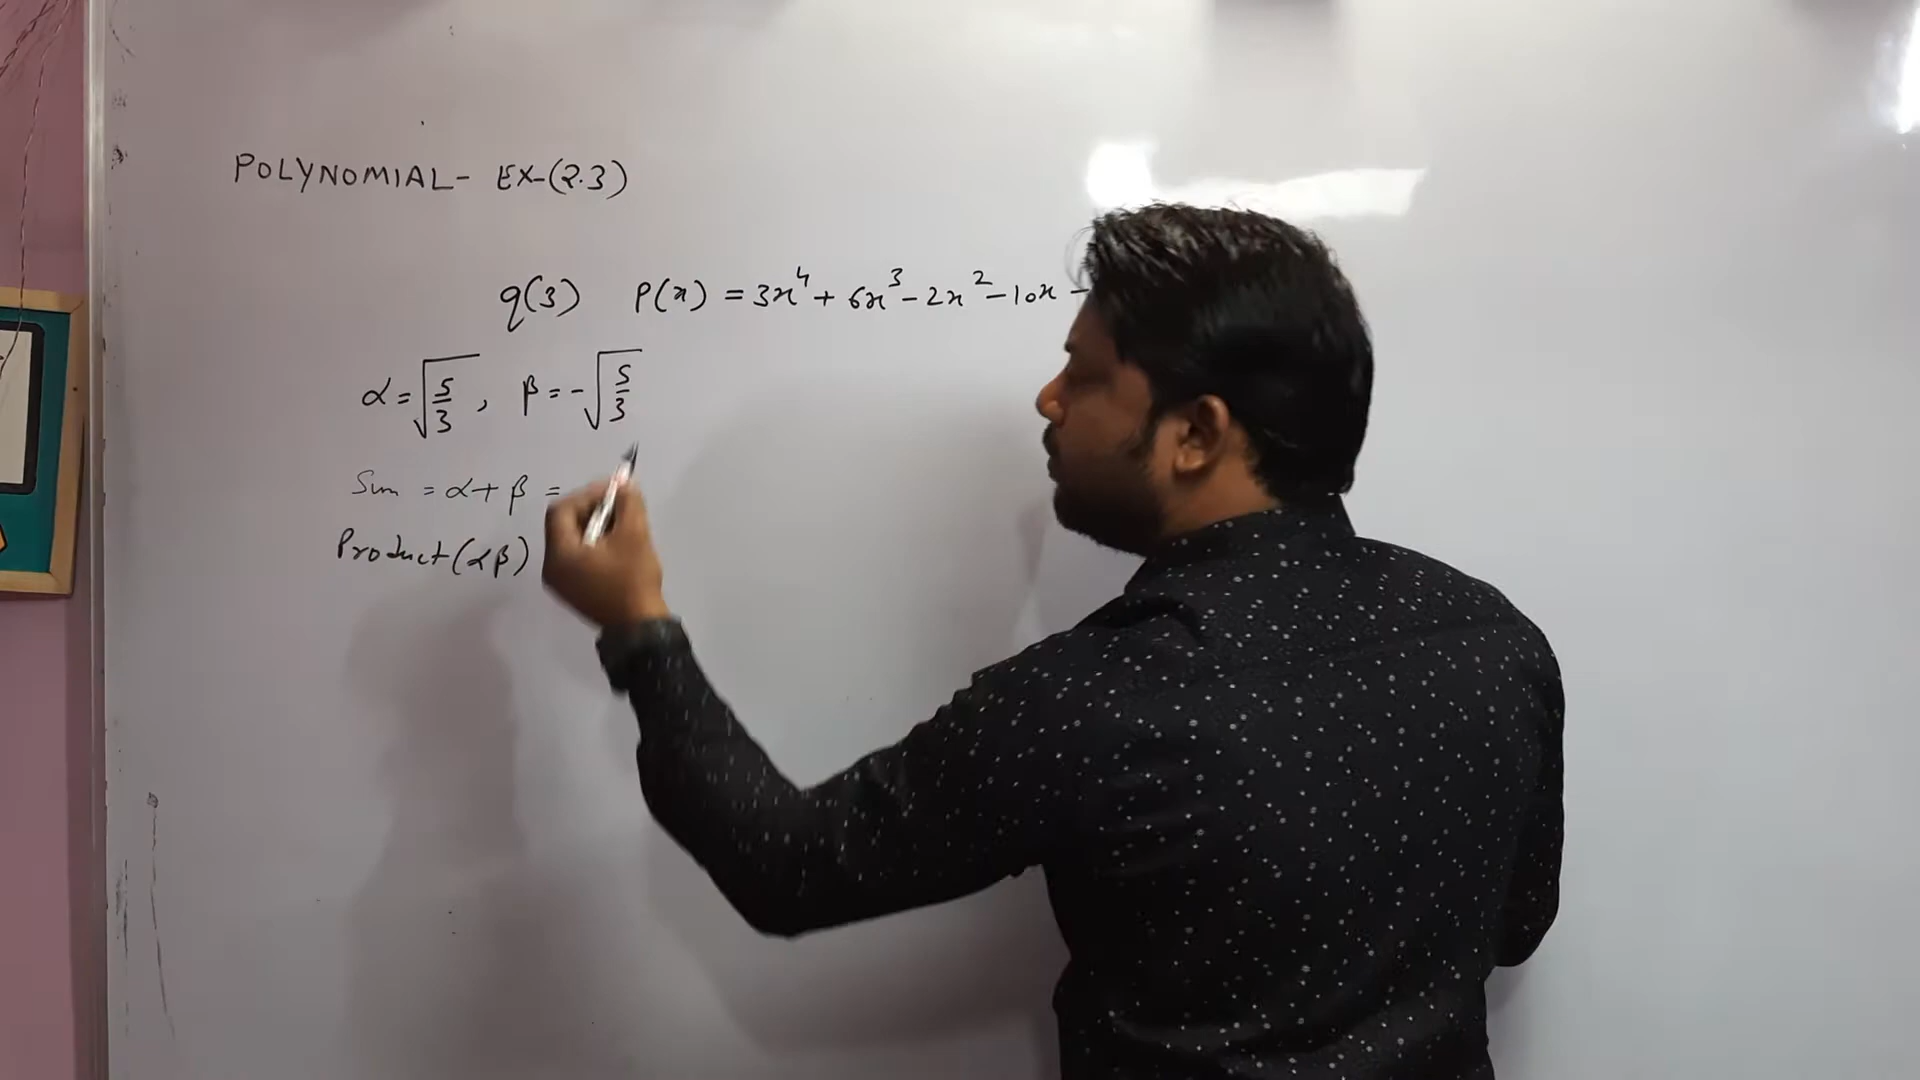 POLYNOMIAL- EX-(2.3)
q(3) P(x) = 3x⁴ + 6x³ - 2x² - 10x -
α = √5/3 , β = -√5/3
Sum = α + β =
Product(αβ)